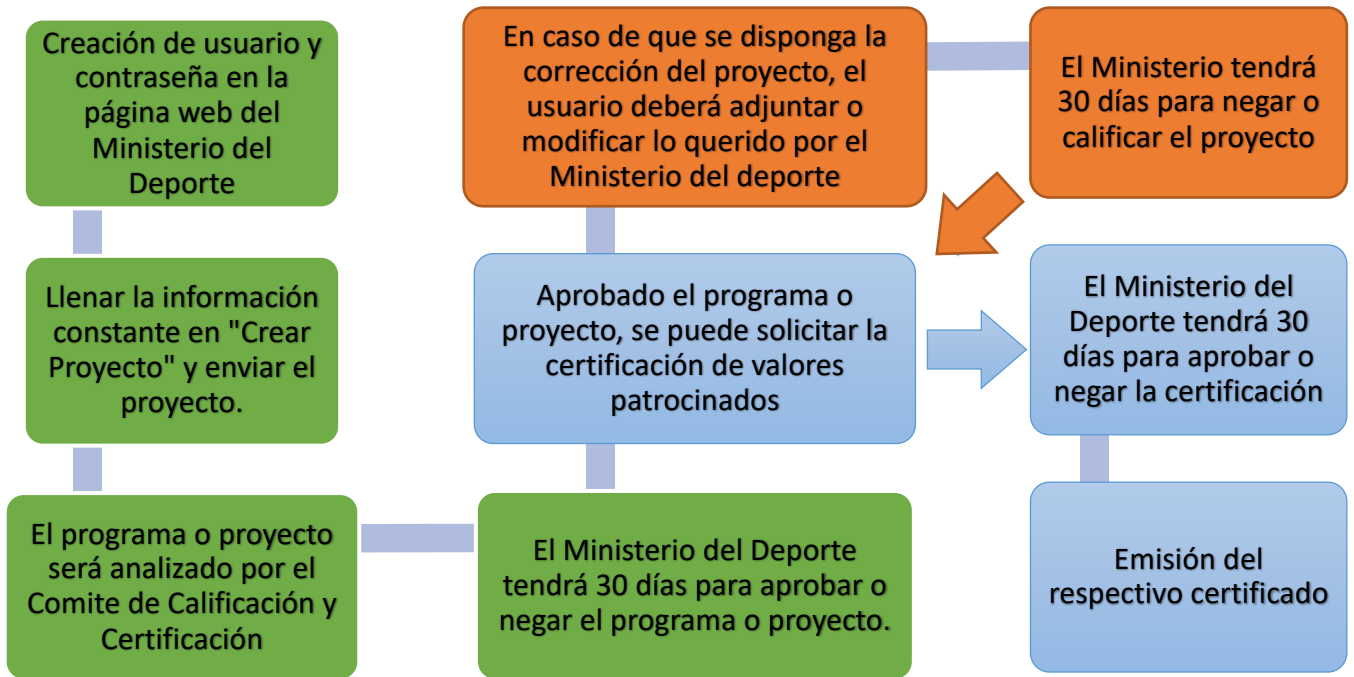 Creación de usuario y
contraseña en la
página web del
Ministerio del
Deporte
Llenar la información
constante en "Crear
Proyecto" y enviar el
proyecto.
El programa o proyecto
será analizado por el
Comite de Calificación y
Certificación
El Ministerio del Deporte
tendrá 30 días para aprobar o
negar el programa o proyecto.
Aprobado el programa o
proyecto, se puede solicitar la
certificación de valores
patrocinados
En caso de que se disponga la
corrección del proyecto, el
usuario deberá adjuntar o
modificar lo querido por el
Ministerio del deporte
El Ministerio tendrá
30 días para negar o
calificar el proyecto
El Ministerio del
Deporte tendrá 30
días para aprobar o
negar la certificación
Emisión del
respectivo certificado